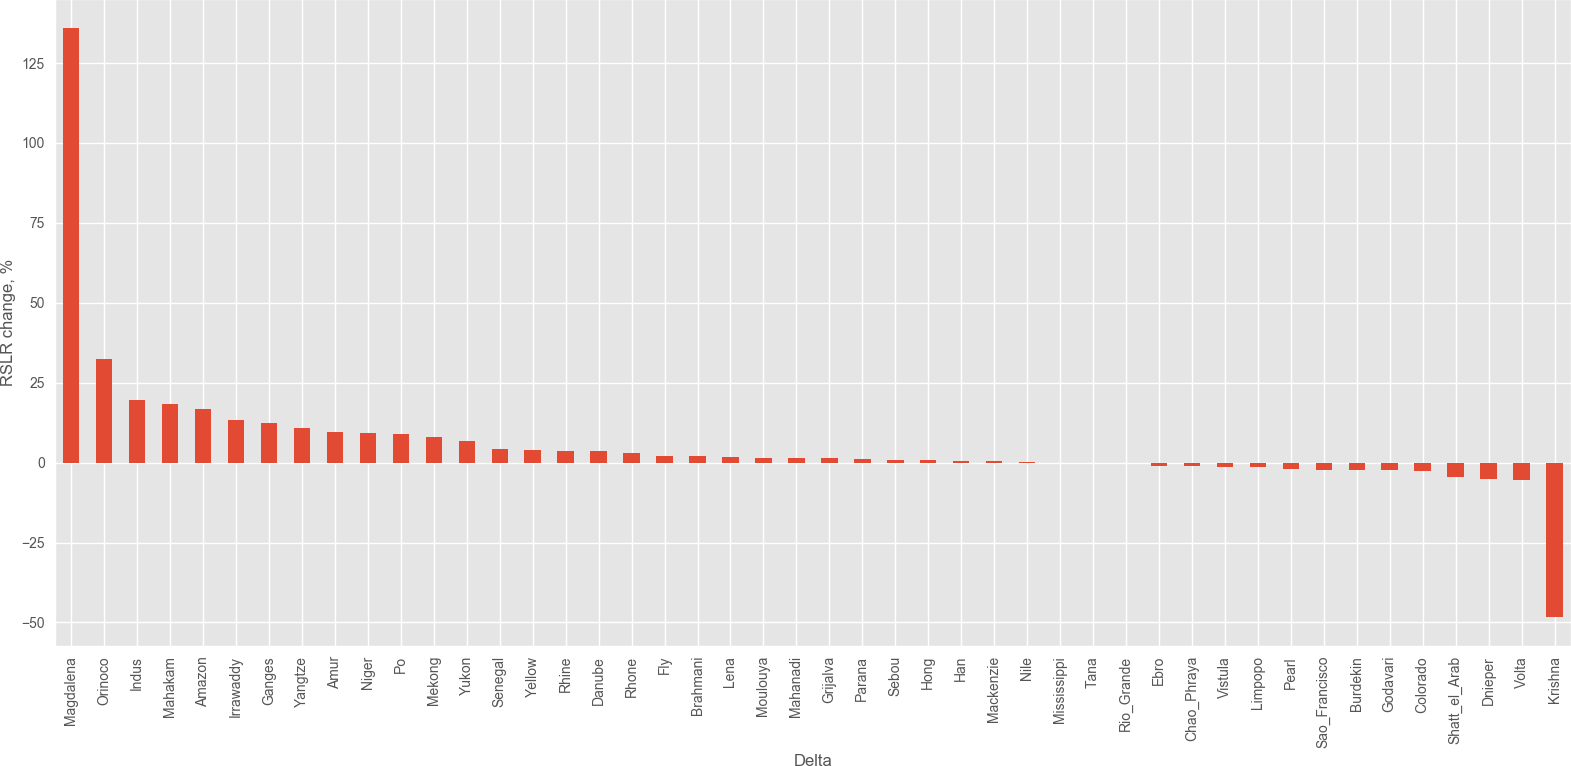 RSLR change, %
125
100
75
50
25
0
−25
−50
Magdalena
Orinoco
Indus
Mahakam
Amazon
Irrawaddy
Ganges
Yangtze
Amur
Niger
Po
Mekong
Yukon
Senegal
Yellow
Rhine
Danube
Rhone
Fly
Brahmani
Lena
Moulouya
Mahanadi
Grijalva
Parana
Sebou
Hong
Han
Mackenzie
Nile
Mississippi
Tana
Rio_Grande
Ebro
Chao_Phraya
Vistula
Limpopo
Pearl
Sao_Francisco
Burdekin
Godavari
Colorado
Shatt_el_Arab
Dnieper
Volta
Krishna
Delta